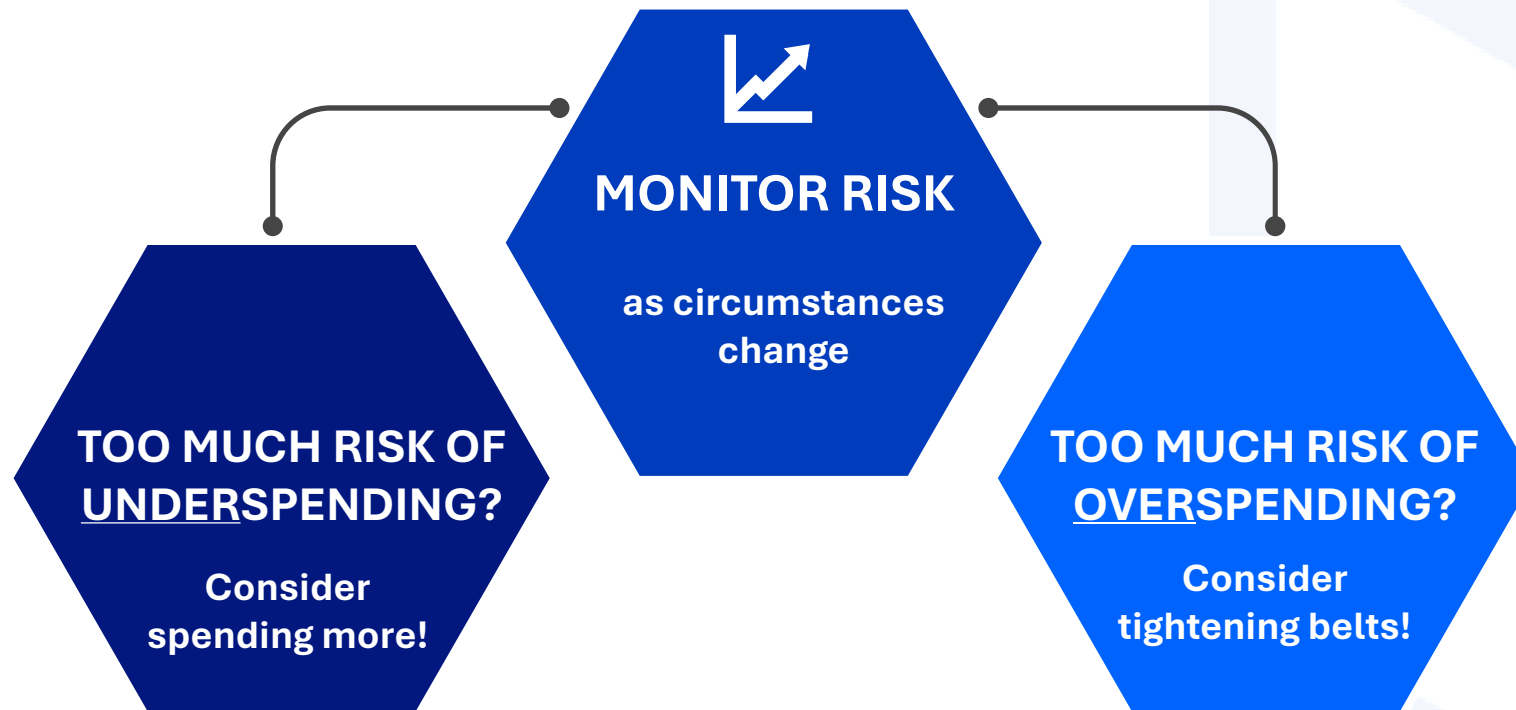 MONITOR RISK
as circumstances
change
TOO MUCH RISK OF
UNDERSPENDING?
Consider
spending more!
TOO MUCH RISK OF
OVERSPENDING?
Consider
tightening belts!